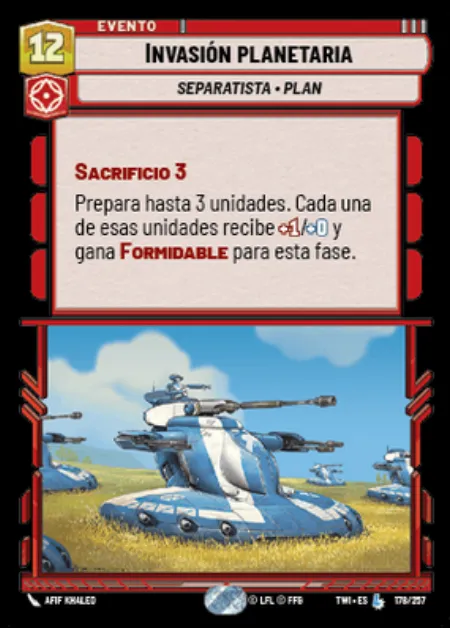 EVENTO
12
INVASIÓN PLANETARIA
SEPARATISTA • PLAN
SACRIFICIO 3
Prepara hasta 3 unidades. Cada una
de esas unidades recibe +1/+0 y
gana FORMIDABLE para esta fase.
AFIF KHALED
© LFL © FFG
TWI • ES L 178/257